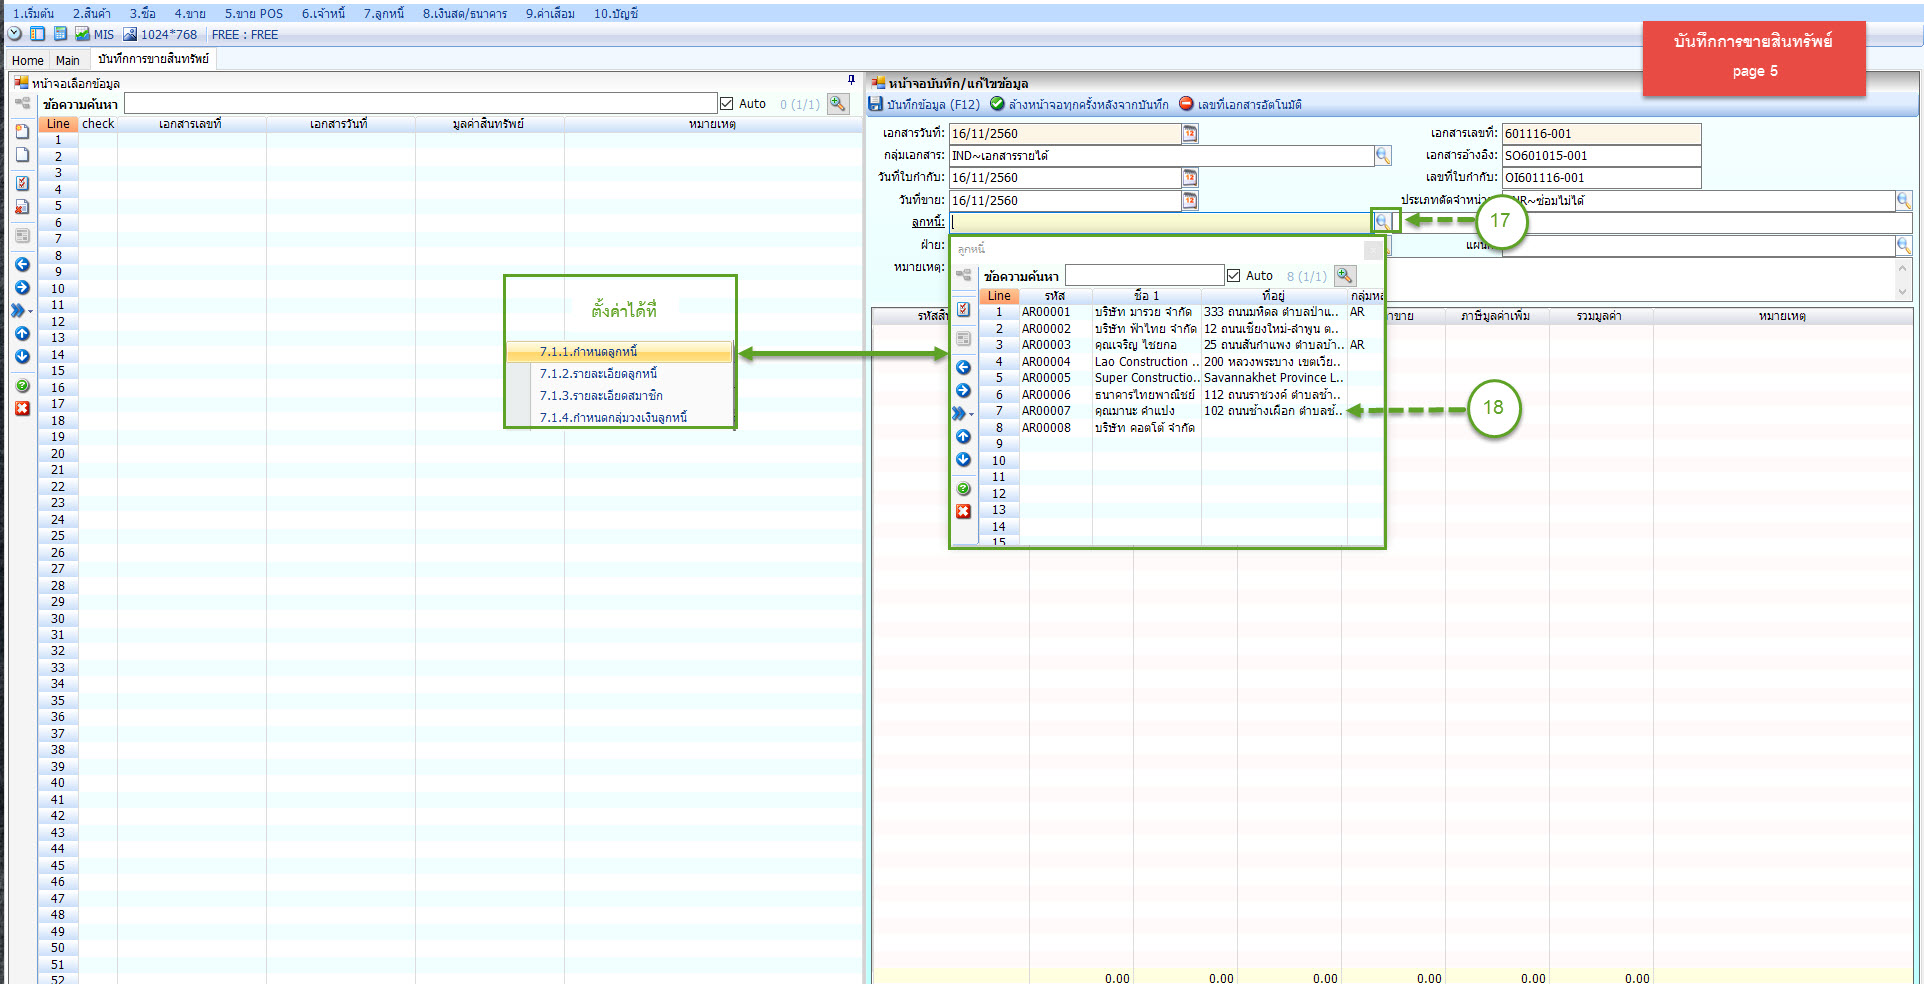 1.เริ่มต้น 2.สินค้า 3.ซื้อ 4.ขาย 5.ขาย POS 6.เจ้าหนี้ 7.ลูกหนี้ 8.เงินสด/ธนาคาร 9.ค่าเสื่อม 10.บัญชี
MIS 1024*768 FREE : FREE
Home Main บันทึกการขายสินทรัพย์
บันทึกการขายสินทรัพย์
page 5
หน้าจอเลือกข้อมูล
ข้อความค้นหา Auto 0 (1/1)
Line check เอกสารเลขที่ เอกสารวันที่ มูลค่าสินทรัพย์ หมายเหตุ
1
2
3
4
5
6
7
8
9
10
11
12
13
14
15
16
17
18
19
20
21
22
23
24
25
26
27
28
29
30
31
32
33
34
35
36
37
38
39
40
41
42
43
44
45
46
47
48
49
50
51
52
ตั้งค่าได้ที่
7.1.1.กำหนดลูกหนี้
7.1.2.รายละเอียดลูกหนี้
7.1.3.รายละเอียดสมาชิก
7.1.4.กำหนดกลุ่มวงเงินลูกหนี้
หน้าจอบันทึก/แก้ไขข้อมูล
บันทึกข้อมูล (F12) ล้างหน้าจอทุกครั้งหลังจากบันทึก เลขที่เอกสารอัตโนมัติ
เอกสารวันที่: 16/11/2560 เอกสารเลขที่: 601116-001
กลุ่มเอกสาร: IND~เอกสารรายได้ เอกสารอ้างอิง: SO601015-001
วันที่ใบกำกับ: 16/11/2560 เลขที่ใบกำกับ: OI601116-001
วันที่ขาย: 16/11/2560 ประเภทตัดจำหน่าย ~ซ่อมไม่ได้
ลูกหนี้: 17
ฝ่าย: แผนก
หมายเหตุ:
ลูกหนี้
ข้อความค้นหา Auto 8 (1/1)
Line รหัส ชื่อ 1 ที่อยู่ กลุ่มหล
1 AR00001 บริษัท มารวย จำกัด 333 ถนนมหิดล ตำบลป่าแ.. AR
2 AR00002 บริษัท ฟ้าไทย จำกัด 12 ถนนเชียงใหม่-ลำพูน ต..
3 AR00003 คุณเจริญ ไชยกอ 25 ถนนสันกำแพง ตำบลบ้า.. AR
4 AR00004 Lao Construction .. 200 หลวงพระบาง เขตเวีย..
5 AR00005 Super Constructio.. Savannakhet Province L..
6 AR00006 ธนาคารไทยพาณิชย์ 112 ถนนราชวงค์ ตำบลช้า..
7 AR00007 คุณมานะ คำแปง 102 ถนนช้างเผือก ตำบลช้..
8 AR00008 บริษัท คอตโต้ จำกัด
9
10
11
12
13
14
15
18
รหัสสิ าขาย ภาษีมูลค่าเพิ่ม รวมมูลค่า หมายเหตุ
0.00 0.00 0.00 0.00 0.00 0.00